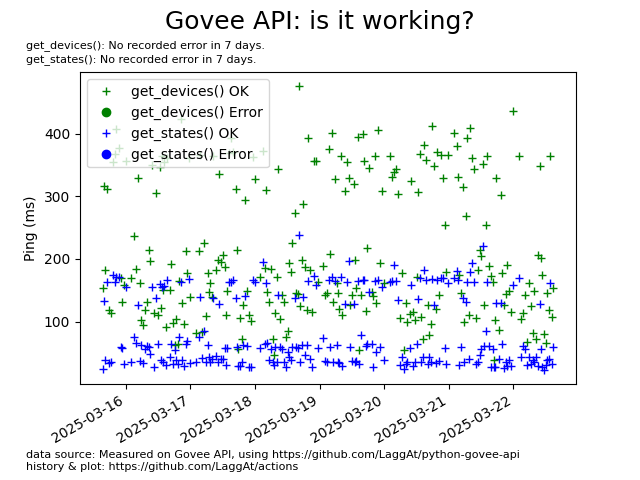 Govee API: is it working?
get_devices(): No recorded error in 7 days.
get_states(): No recorded error in 7 days.
get_devices() OK
get_devices() Error
get_states() OK
get_states() Error
Ping (ms)
400
300
200
100
2025-03-16
2025-03-17
2025-03-18
2025-03-19
2025-03-20
2025-03-21
2025-03-22
data source: Measured on Govee API, using https://github.com/LaggAt/python-govee-api
history & plot: https://github.com/LaggAt/actions